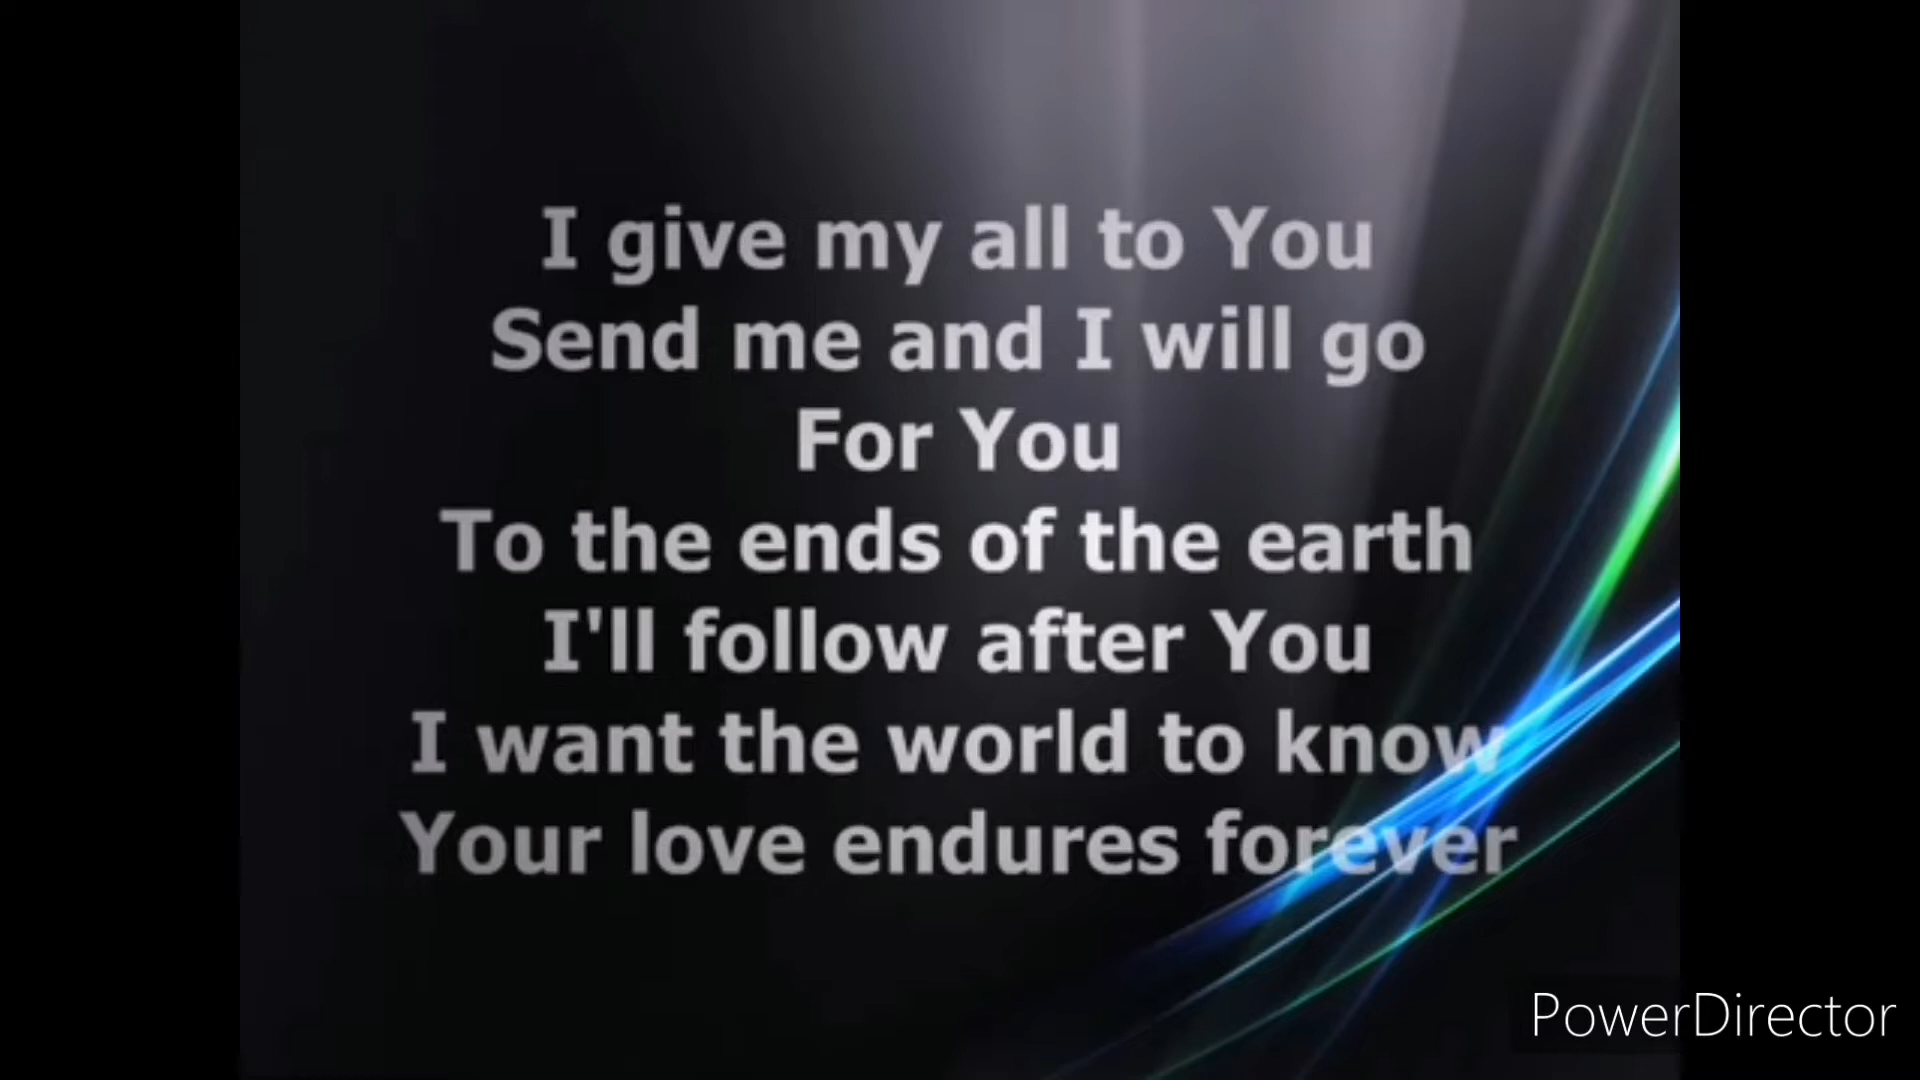 I give my all to You
Send me and I will go
For You
To the ends of the earth
I'll follow after You
I want the world to know
Your love endures forever
PowerDirector